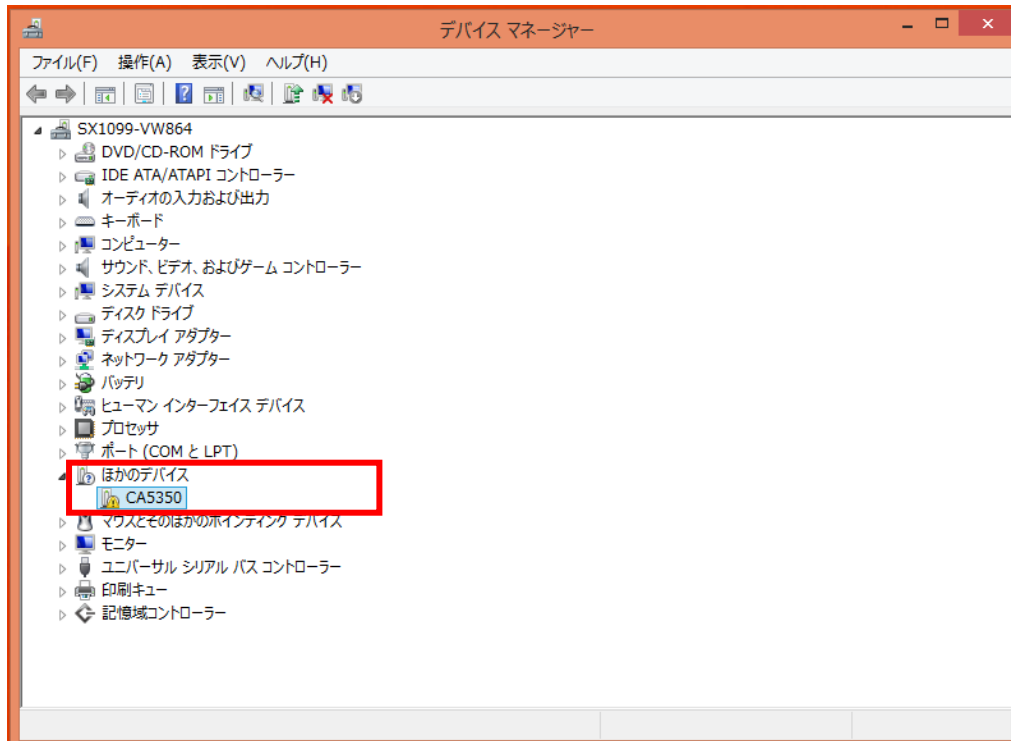 デバイス マネージャー
ファイル(F) 操作(A) 表示(V) ヘルプ(H)
SX1099-VW864
DVD/CD-ROM ドライブ
IDE ATA/ATAPI コントローラー
オーディオの入力および出力
キーボード
コンピューター
サウンド、ビデオ、およびゲーム コントローラー
システム デバイス
ディスク ドライブ
ディスプレイ アダプター
ネットワーク アダプター
バッテリ
ヒューマン インターフェイス デバイス
プロセッサ
ポート (COM と LPT)
ほかのデバイス
CA5350
マウスとそのほかのポインティング デバイス
モニター
ユニバーサル シリアル バス コントローラー
印刷キュー
記憶域コントローラー